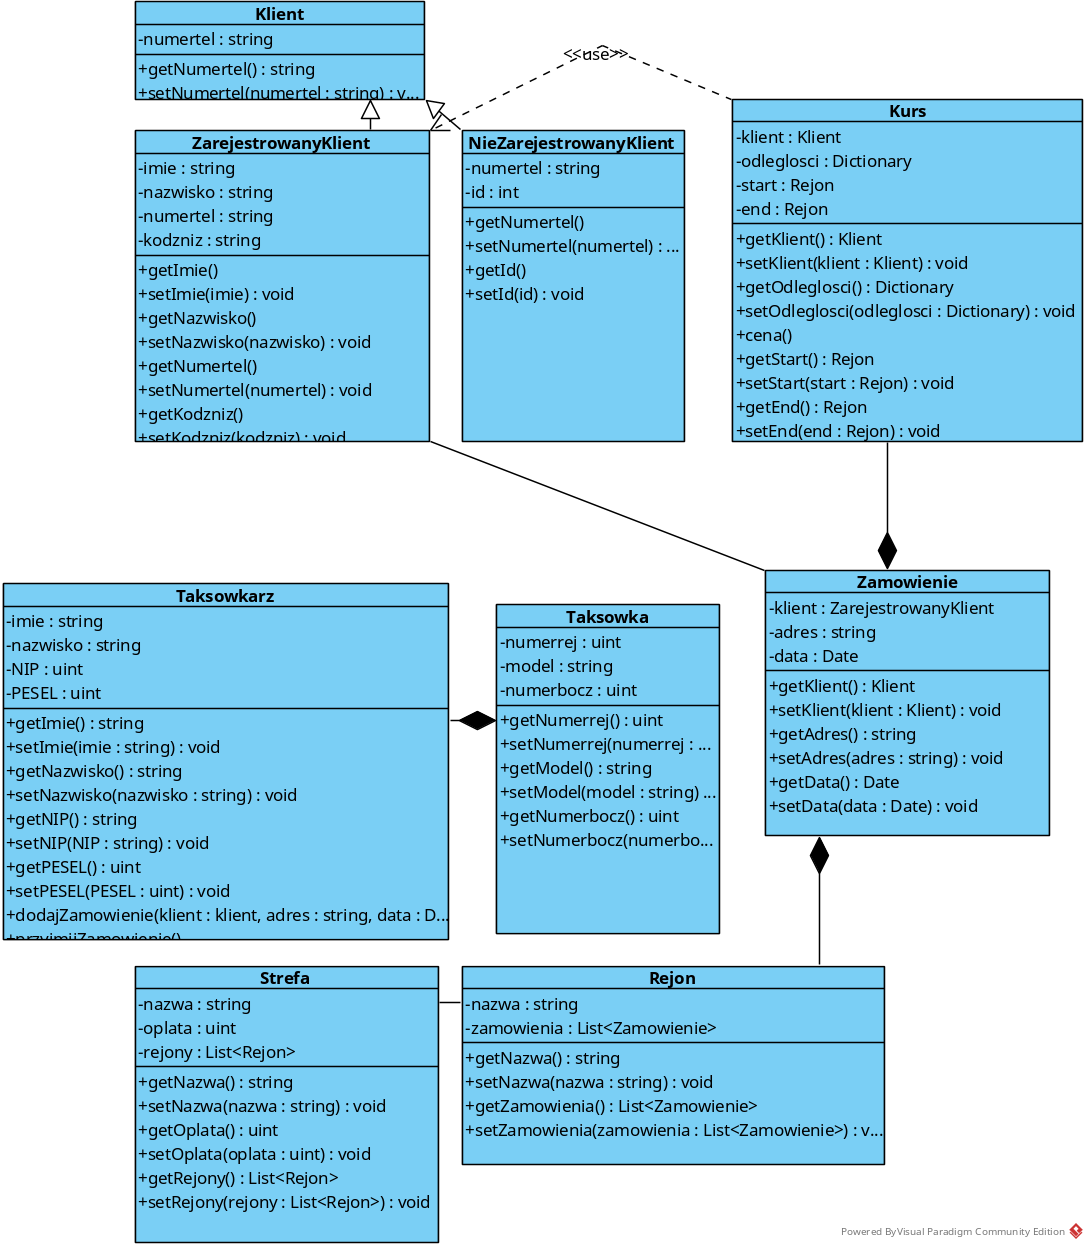 Klient
-numertel : string
+getNumertel() : string
+setNumertel(numertel : string) : v...
<<use>>
ZarejestrowanyKlient
-imie : string
-nazwisko : string
-numertel : string
-kodzniz : string
+getImie()
+setImie(imie) : void
+getNazwisko()
+setNazwisko(nazwisko) : void
+getNumertel()
+setNumertel(numertel) : void
+getKodzniz()
+setKodzniz(kodzniz) : void
NieZarejestrowanyKlient
-numertel : string
-id : int
+getNumertel()
+setNumertel(numertel) : ...
+getId()
+setId(id) : void
Kurs
-klient : Klient
-odleglosci : Dictionary
-start : Rejon
-end : Rejon
+getKlient() : Klient
+setKlient(klient : Klient) : void
+getOdleglosci() : Dictionary
+setOdleglosci(odleglosci : Dictionary) : void
+cena()
+getStart() : Rejon
+setStart(start : Rejon) : void
+getEnd() : Rejon
+setEnd(end : Rejon) : void
Taksowkarz
-imie : string
-nazwisko : string
-NIP : uint
-PESEL : uint
+getImie() : string
+setImie(imie : string) : void
+getNazwisko() : string
+setNazwisko(nazwisko : string) : void
+getNIP() : string
+setNIP(NIP : string) : void
+getPESEL() : uint
+setPESEL(PESEL : uint) : void
+dodajZamowienie(klient : klient, adres : string, data : D...
+przyjmijZamowienie()
Taksowka
-numerrej : uint
-model : string
-numerbocz : uint
+getNumerrej() : uint
+setNumerrej(numerrej : ...
+getModel() : string
+setModel(model : string) ...
+getNumerbocz() : uint
+setNumerbocz(numerbo...
Zamowienie
-klient : ZarejestrowanyKlient
-adres : string
-data : Date
+getKlient() : Klient
+setKlient(klient : Klient) : void
+getAdres() : string
+setAdres(adres : string) : void
+getData() : Date
+setData(data : Date) : void
Strefa
-nazwa : string
-oplata : uint
-rejony : List<Rejon>
+getNazwa() : string
+setNazwa(nazwa : string) : void
+getOplata() : uint
+setOplata(oplata : uint) : void
+getRejony() : List<Rejon>
+setRejony(rejony : List<Rejon>) : void
Rejon
-nazwa : string
-zamowienia : List<Zamowienie>
+getNazwa() : string
+setNazwa(nazwa : string) : void
+getZamowienia() : List<Zamowienie>
+setZamowienia(zamowienia : List<Zamowienie>) : v...
Powered ByVisual Paradigm Community Edition